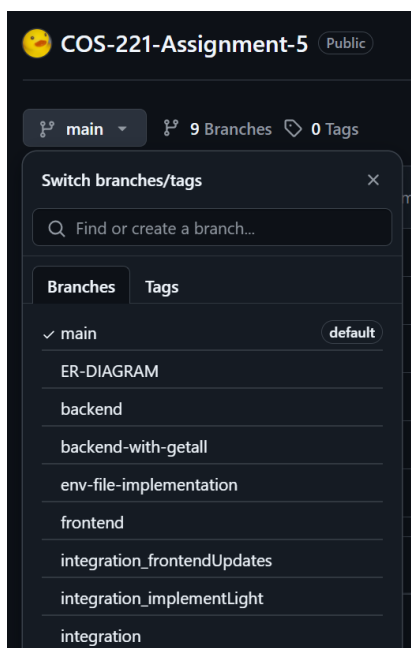 COS-221-Assignment-5 Public
main 9 Branches 0 Tags
Switch branches/tags
Find or create a branch...
Branches Tags
main default
ER-DIAGRAM
backend
backend-with-getall
env-file-implementation
frontend
integration_frontendUpdates
integration_implementLight
integration